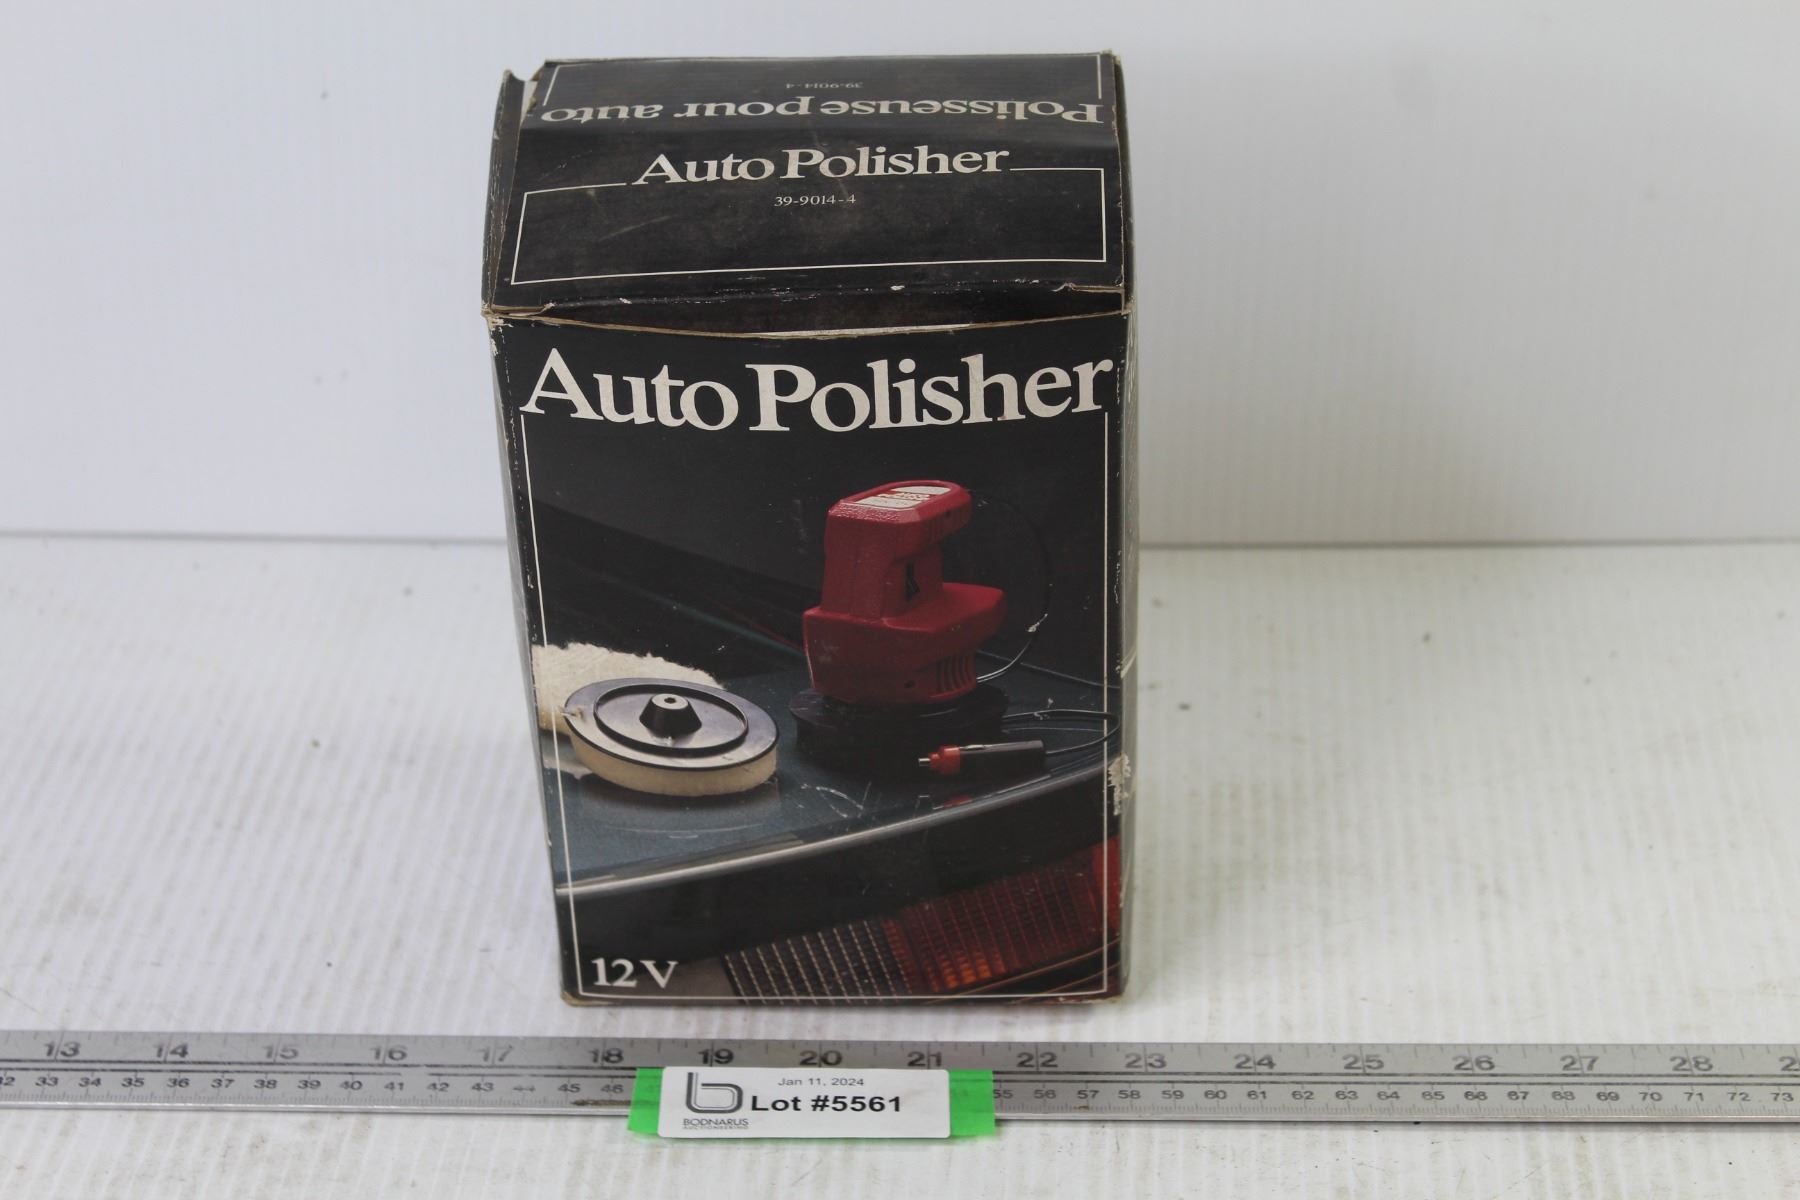 39-9014-4
Polisseuse pour auto
Auto Polisher
39-9014-4
Auto Polisher
12V
13 14 15 16 17 18 19 20 21 22 23 24 25 26 27 28
33 34 35 36 37 38 39 40 41 42 43 44 45 46 55 56 57 58 59 60 61 62 63 64 65 66 67 68 69 70 71 72 73
Jan 11, 2024
b Lot #5561
BODNARUS
AUCTIONEERING